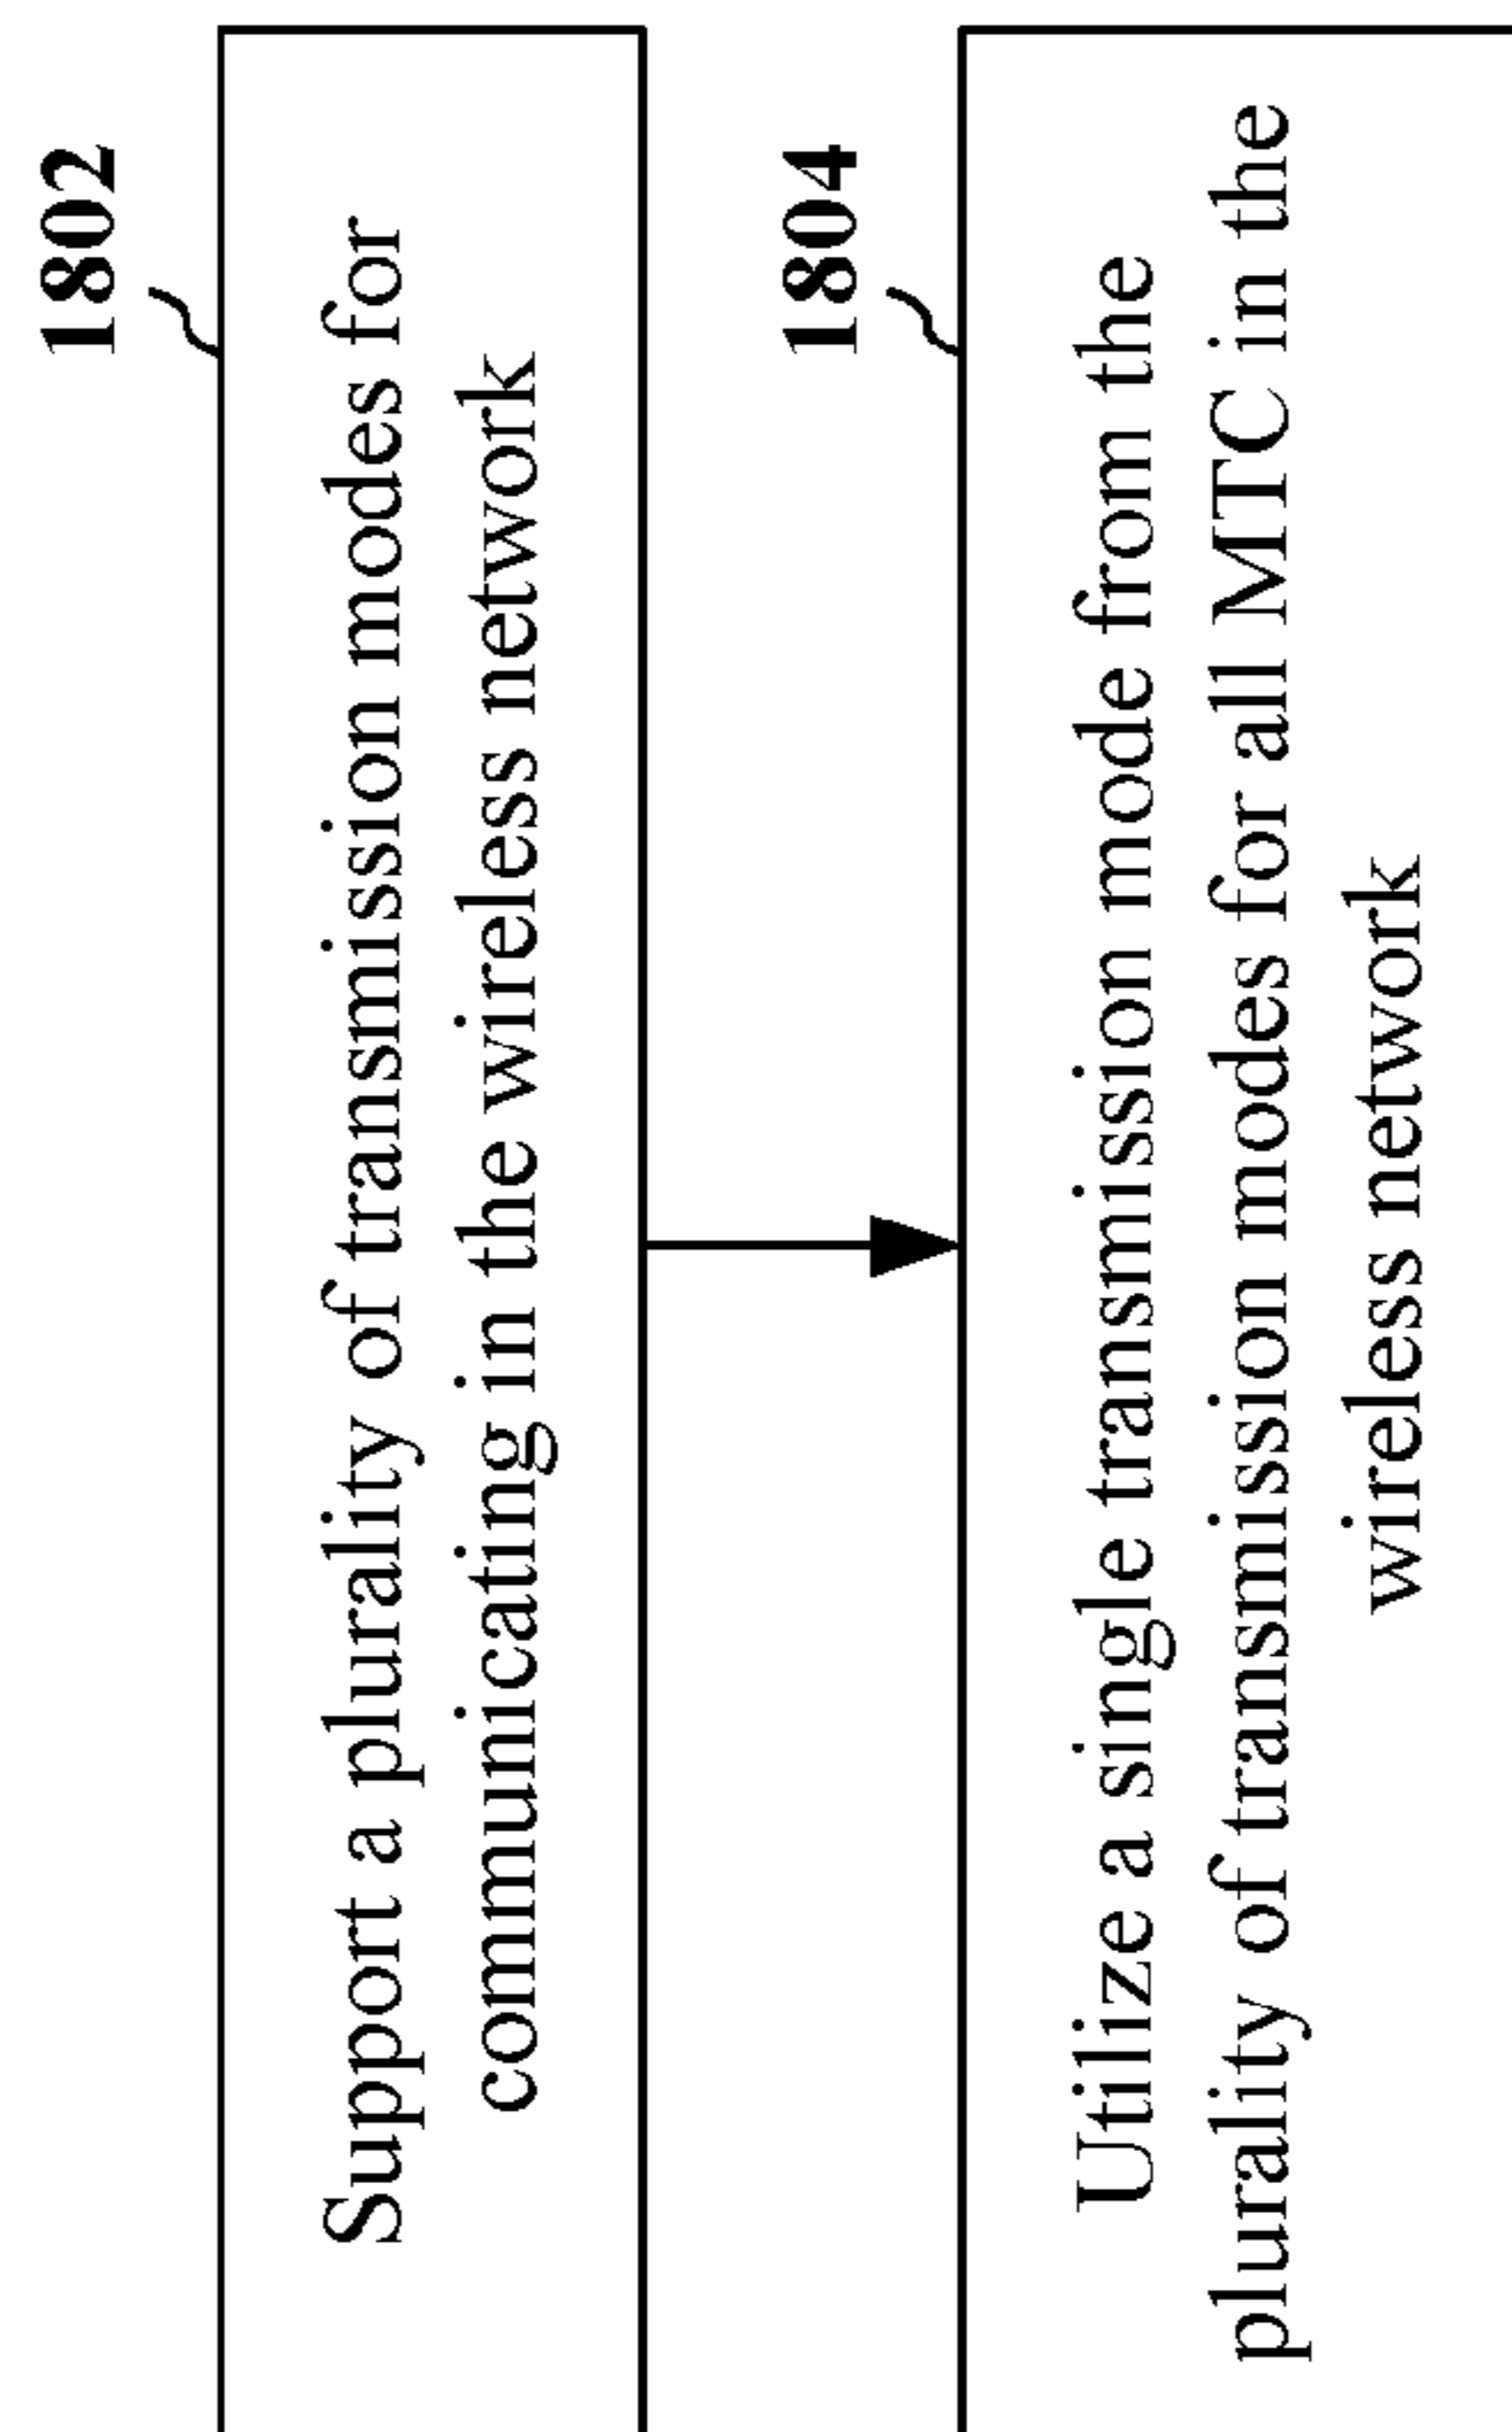 1802
Support a plurality of transmission modes for
communicating in the wireless network
1804
Utilize a single transmission mode from the
plurality of transmission modes for all MTC in the
wireless network